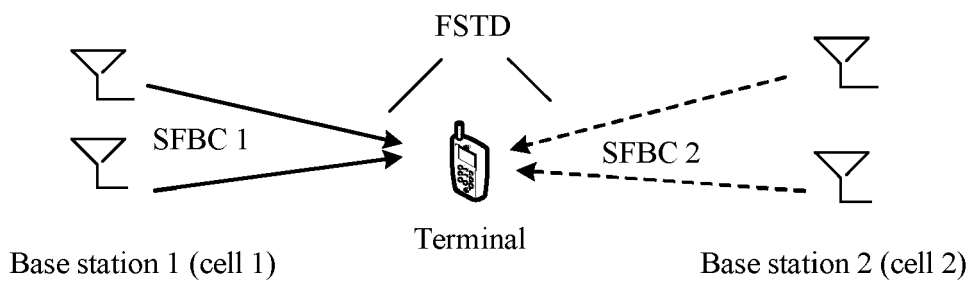 FSTD
SFBC 1
SFBC 2
Terminal
Base station 1 (cell 1)
Base station 2 (cell 2)